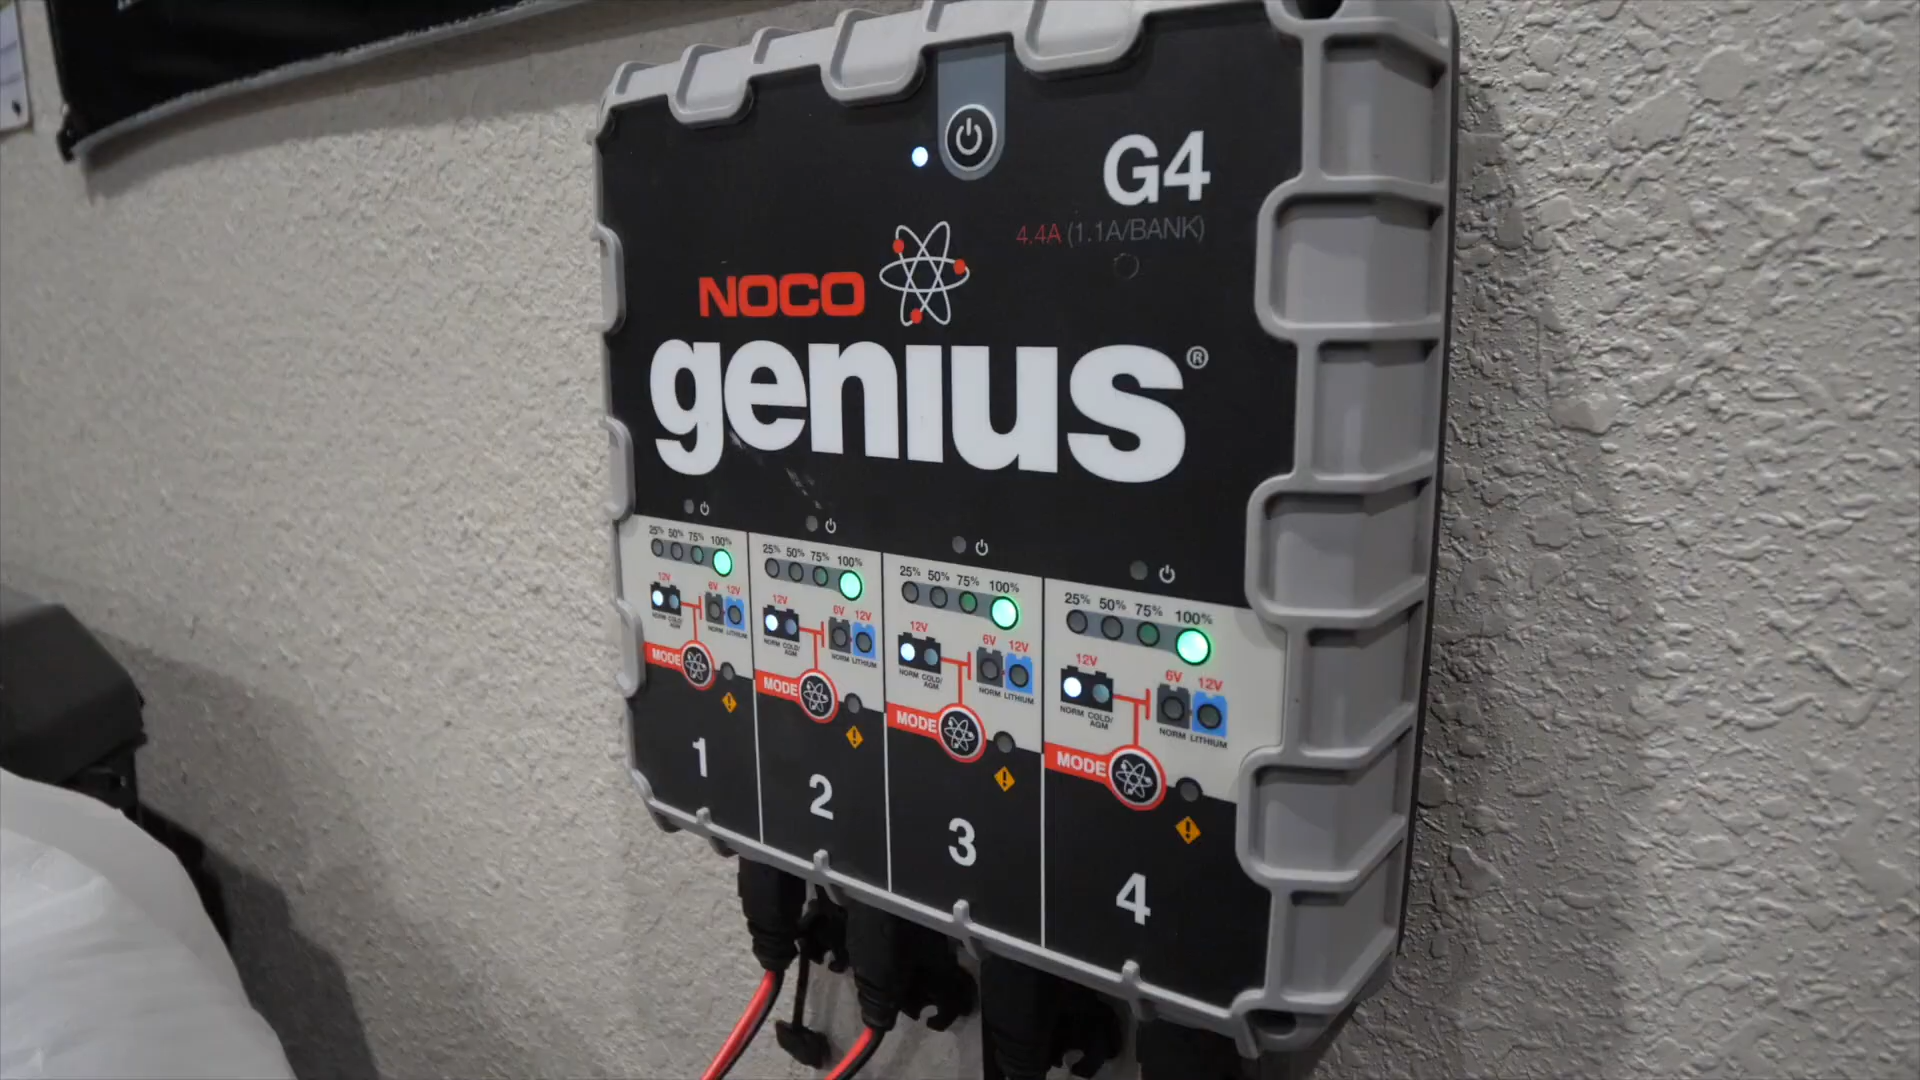 G4
4.4A (1.1A/BANK)
NOCO
genius®
25% 50% 75% 100%
12V
6V 12V
NORM COLD/AGM
NORM LITHIUM
MODE
1
25% 50% 75% 100%
12V
6V 12V
NORM COLD/AGM
NORM LITHIUM
MODE
2
25% 50% 75% 100%
12V
6V 12V
NORM COLD/AGM
NORM LITHIUM
MODE
3
25% 50% 75% 100%
12V
6V 12V
NORM COLD/AGM
NORM LITHIUM
MODE
4